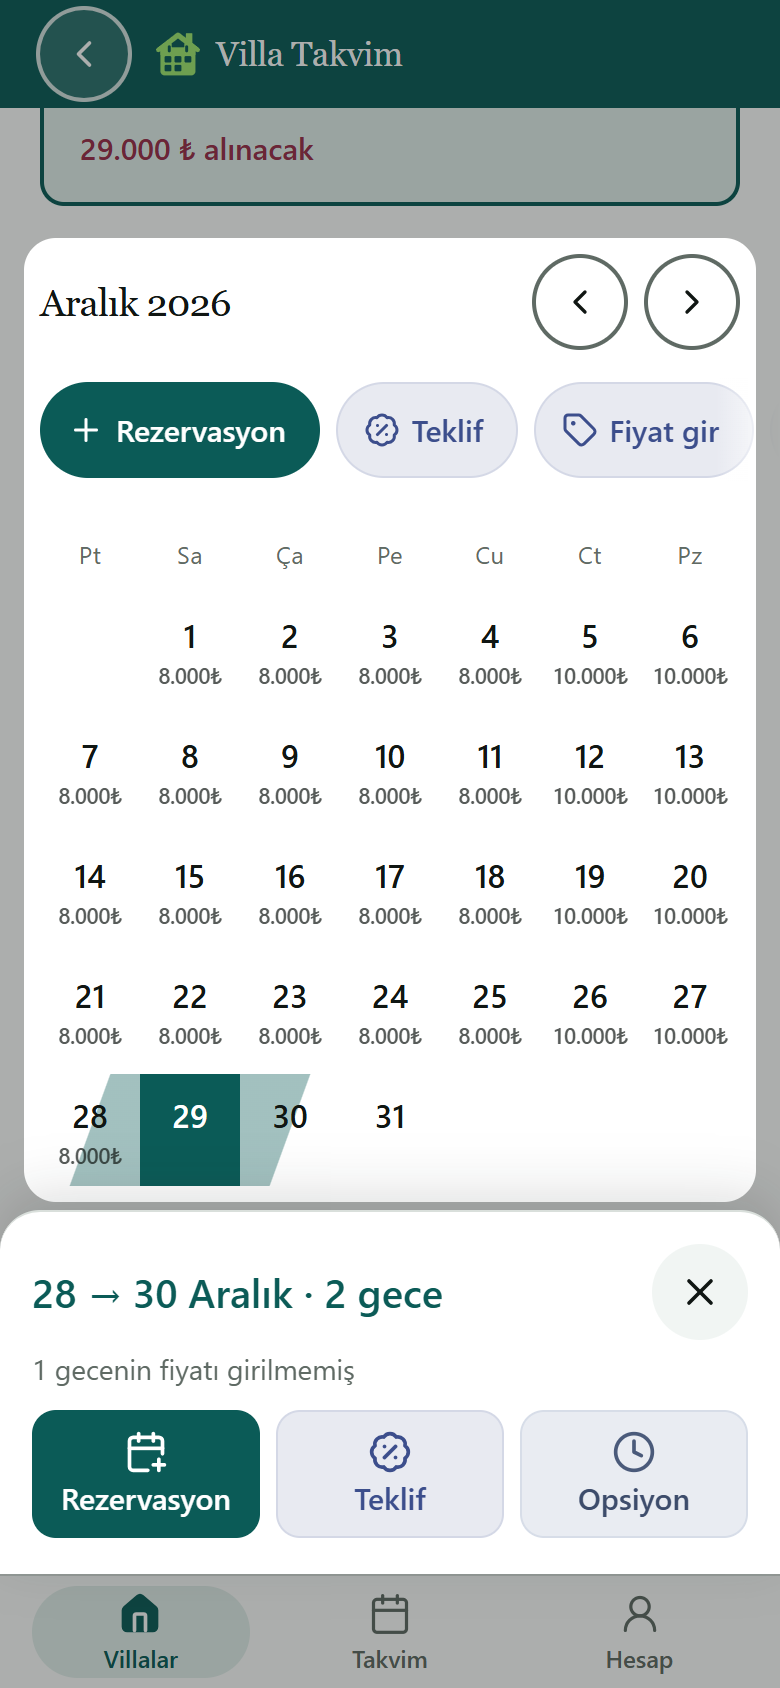 Villa Takvim
29.000 ₺ alınacak
Aralık 2026
Rezervasyon Teklif Fiyat gir
Pt Sa Ça Pe Cu Ct Pz
1 2 3 4 5 6
8.000₺ 8.000₺ 8.000₺ 8.000₺ 10.000₺ 10.000₺
7 8 9 10 11 12 13
8.000₺ 8.000₺ 8.000₺ 8.000₺ 8.000₺ 10.000₺ 10.000₺
14 15 16 17 18 19 20
8.000₺ 8.000₺ 8.000₺ 8.000₺ 8.000₺ 10.000₺ 10.000₺
21 22 23 24 25 26 27
8.000₺ 8.000₺ 8.000₺ 8.000₺ 8.000₺ 10.000₺ 10.000₺
28 29 30 31
8.000₺
28 → 30 Aralık · 2 gece
1 gecenin fiyatı girilmemiş
Rezervasyon Teklif Opsiyon
Villalar Takvim Hesap